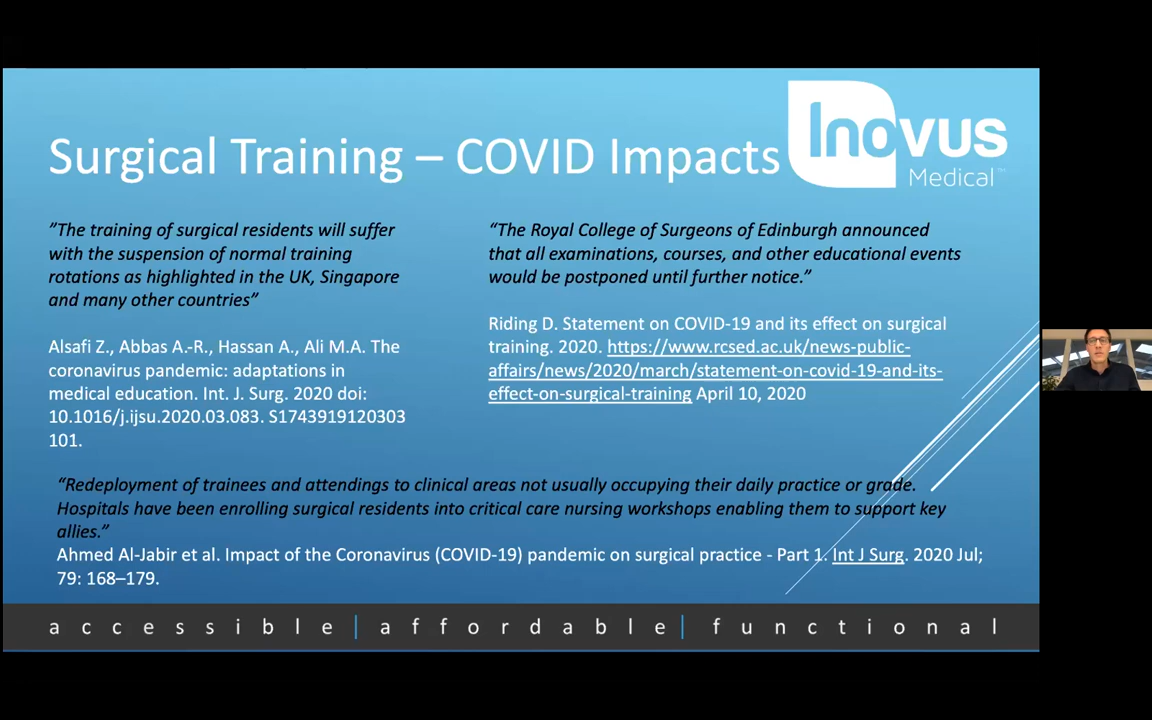 Surgical Training – COVID Impacts
Inovus
Medical™
”The training of surgical residents will suffer
with the suspension of normal training
rotations as highlighted in the UK, Singapore
and many other countries”
Alsafi Z., Abbas A.-R., Hassan A., Ali M.A. The
coronavirus pandemic: adaptations in
medical education. Int. J. Surg. 2020 doi:
10.1016/j.ijsu.2020.03.083. S1743919120303
101.
“The Royal College of Surgeons of Edinburgh announced
that all examinations, courses, and other educational events
would be postponed until further notice.”
Riding D. Statement on COVID-19 and its effect on surgical
training. 2020. https://www.rcsed.ac.uk/news-public-
affairs/news/2020/march/statement-on-covid-19-and-its-
effect-on-surgical-training April 10, 2020
“Redeployment of trainees and attendings to clinical areas not usually occupying their daily practice or grade.
Hospitals have been enrolling surgical residents into critical care nursing workshops enabling them to support key
allies.”
Ahmed Al-Jabir et al. Impact of the Coronavirus (COVID-19) pandemic on surgical practice - Part 1. Int J Surg. 2020 Jul;
79: 168–179.
accessible | affordable | functional